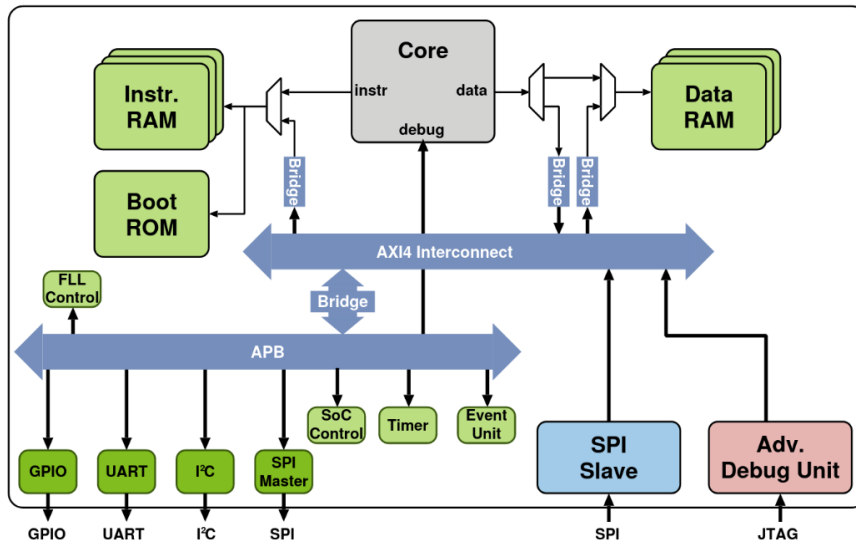 Core
instr
data
debug
Instr.
RAM
Data
RAM
Boot
ROM
Bridge
Bridge
Bridge
AXI4 Interconnect
FLL
Control
Bridge
APB
SoC
Control
Timer
Event
Unit
GPIO
UART
I²C
SPI
Master
SPI
Slave
Adv.
Debug Unit
GPIO
UART
I²C
SPI
SPI
JTAG